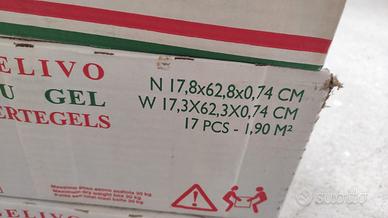 ELIVO
U GEL
ERTEGELS
N 17,8x62,8x0,74 CM
W 17,3x62,3x0,74 CM
17 PCS - 1,90 M²
ELIVO
subito